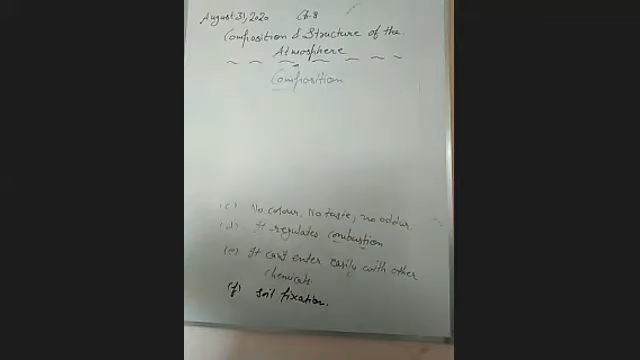 August 31, 2020 Ch-8
Composition & Structure of the
Atmosphere
Composition
(c) No colour, No taste, no oddur
(d) It regulates combustion
(e) It can't enter easily with other
chemicals.
(f) soil fixation.